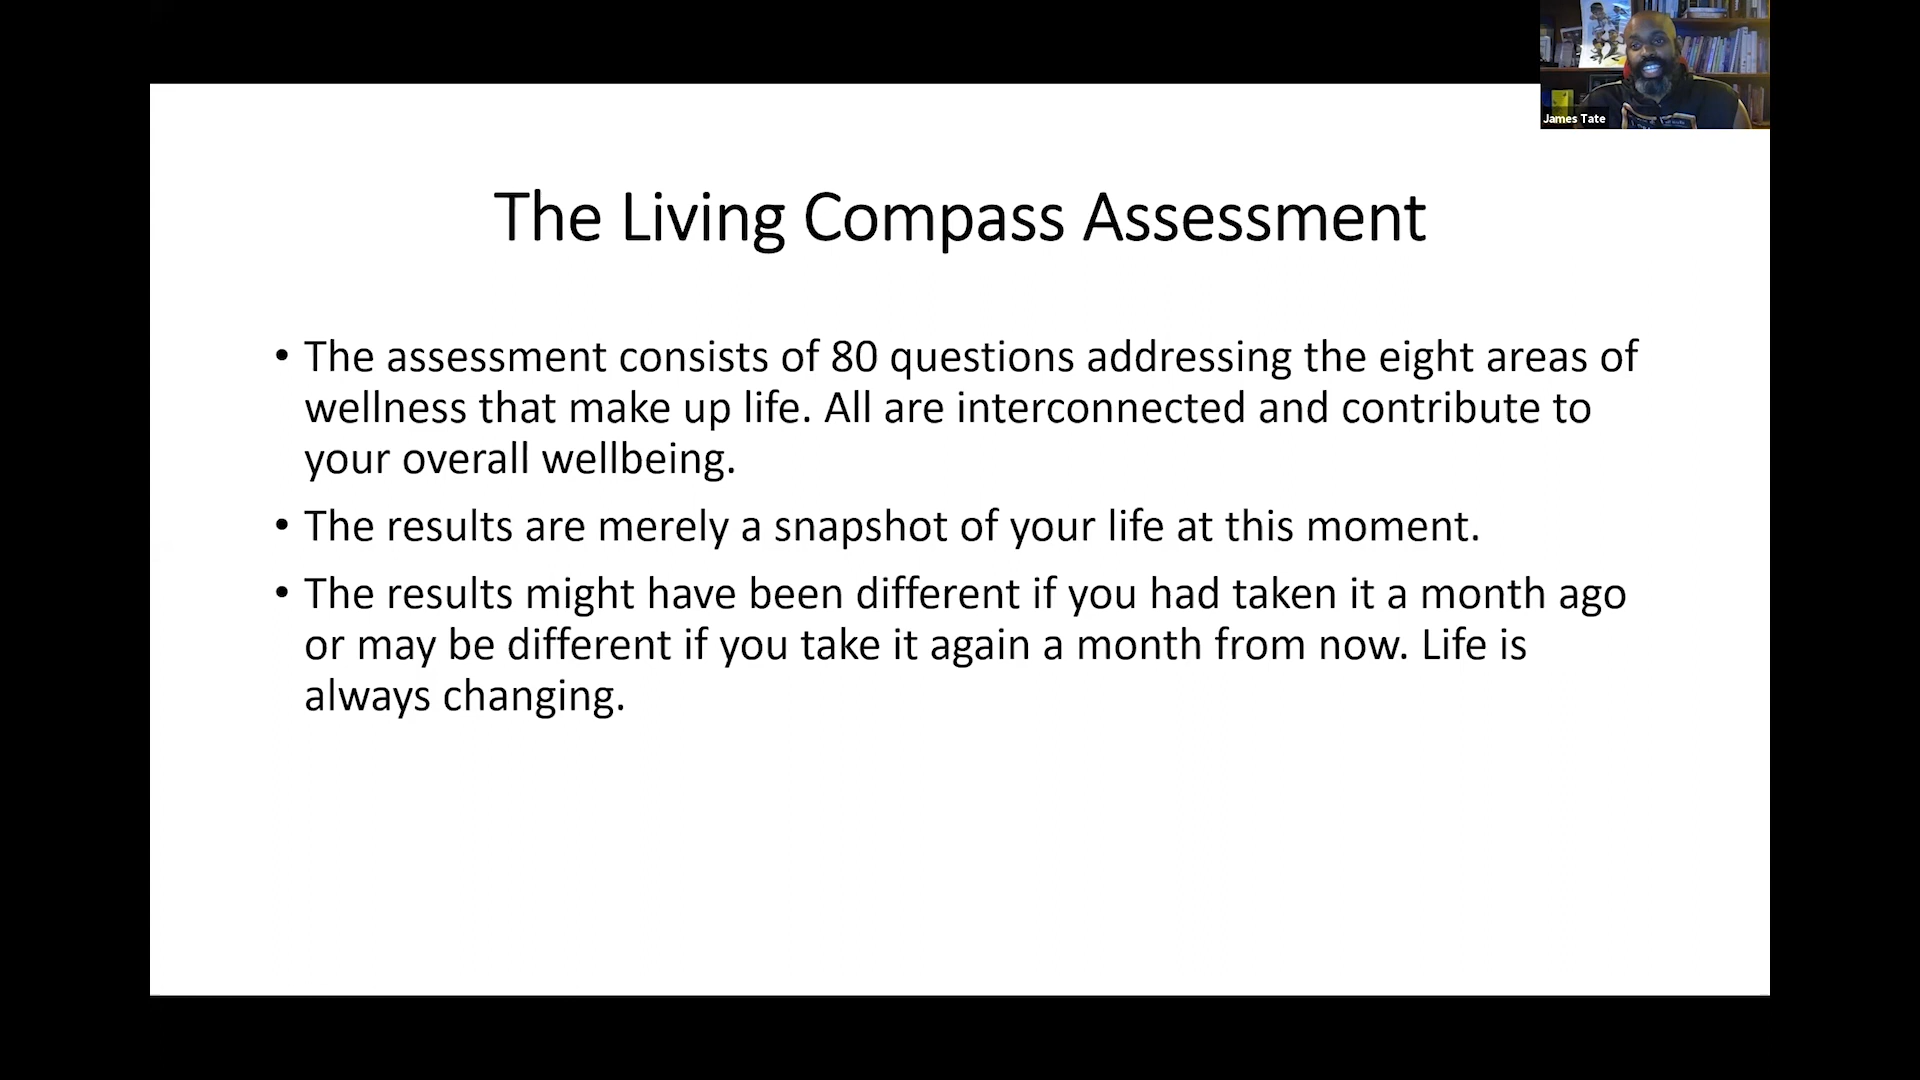 James Tate
The Living Compass Assessment
• The assessment consists of 80 questions addressing the eight areas of
wellness that make up life. All are interconnected and contribute to
your overall wellbeing.
• The results are merely a snapshot of your life at this moment.
• The results might have been different if you had taken it a month ago
or may be different if you take it again a month from now. Life is
always changing.